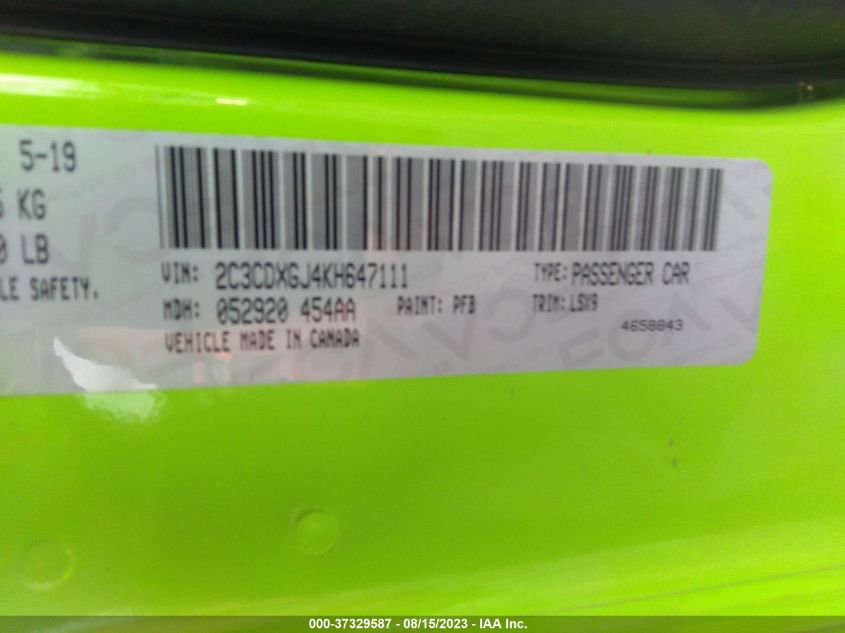 5-19
KG
LB
LE SAFETY.
VIN: 2C3CDXGJ4KH647111
TYPE: PASSENGER CAR
MDH: 052920 454AA
PAINT: PFB
TRIM: LSX9
VEHICLE MADE IN CANADA
4658843
000-37329587 - 08/15/2023 - IAA Inc.